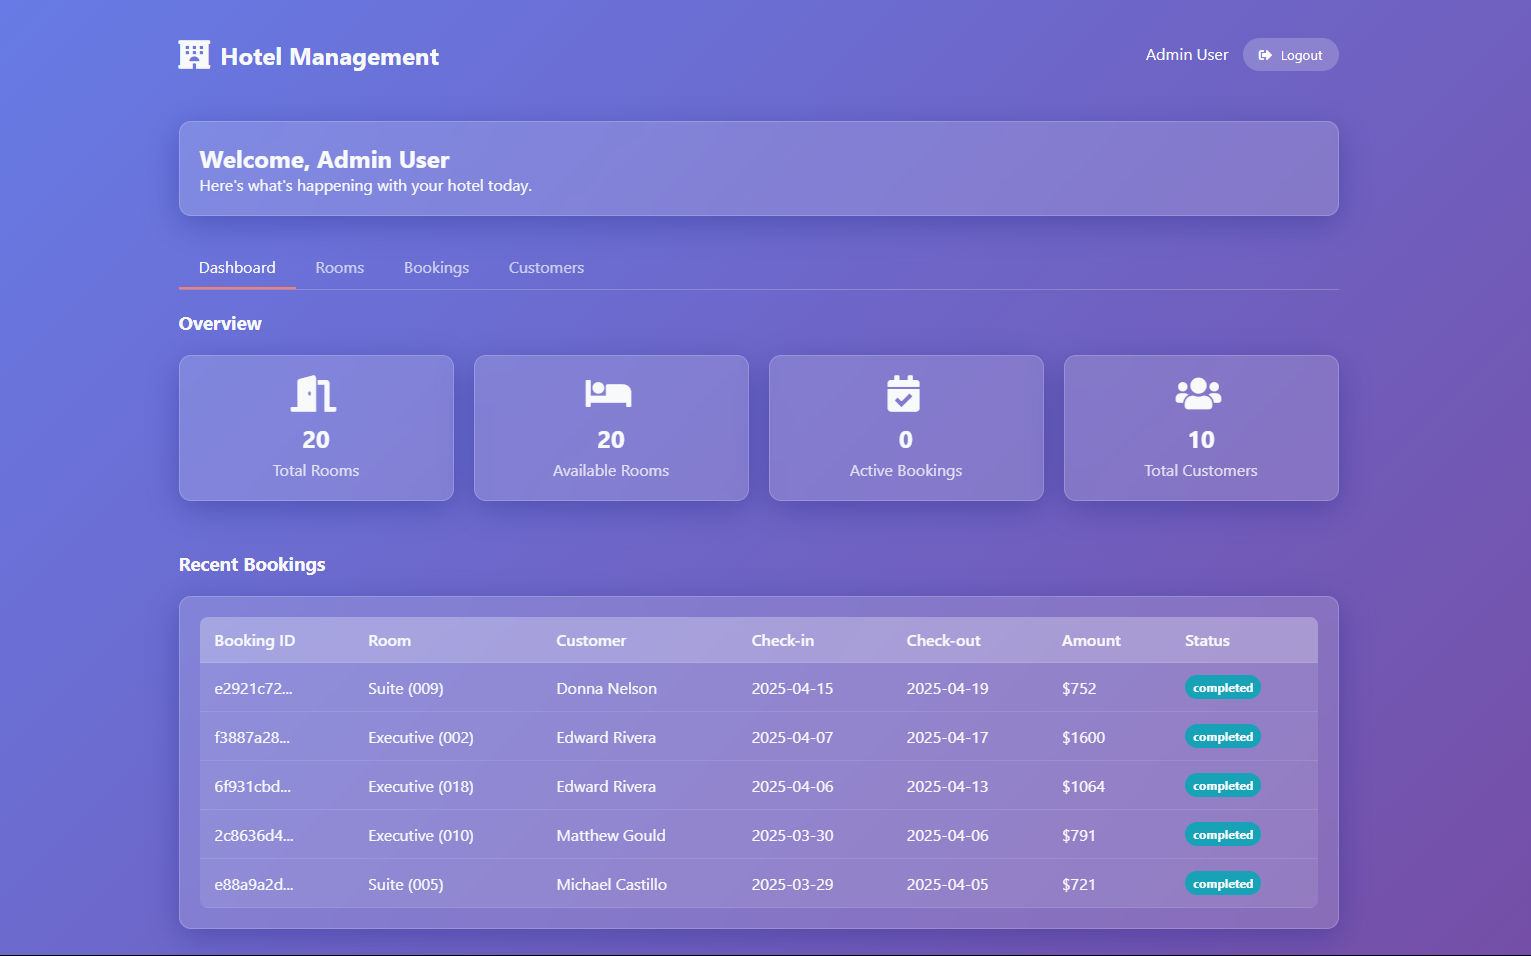 Hotel Management
Admin User
Logout
Welcome, Admin User
Here's what's happening with your hotel today.
Dashboard Rooms Bookings Customers
Overview
20
Total Rooms
20
Available Rooms
0
Active Bookings
10
Total Customers
Recent Bookings
Booking ID Room Customer Check-in Check-out Amount Status
e2921c72... Suite (009) Donna Nelson 2025-04-15 2025-04-19 $752 completed
f3887a28... Executive (002) Edward Rivera 2025-04-07 2025-04-17 $1600 completed
6f931cbd... Executive (018) Edward Rivera 2025-04-06 2025-04-13 $1064 completed
2c8636d4... Executive (010) Matthew Gould 2025-03-30 2025-04-06 $791 completed
e88a9a2d... Suite (005) Michael Castillo 2025-03-29 2025-04-05 $721 completed